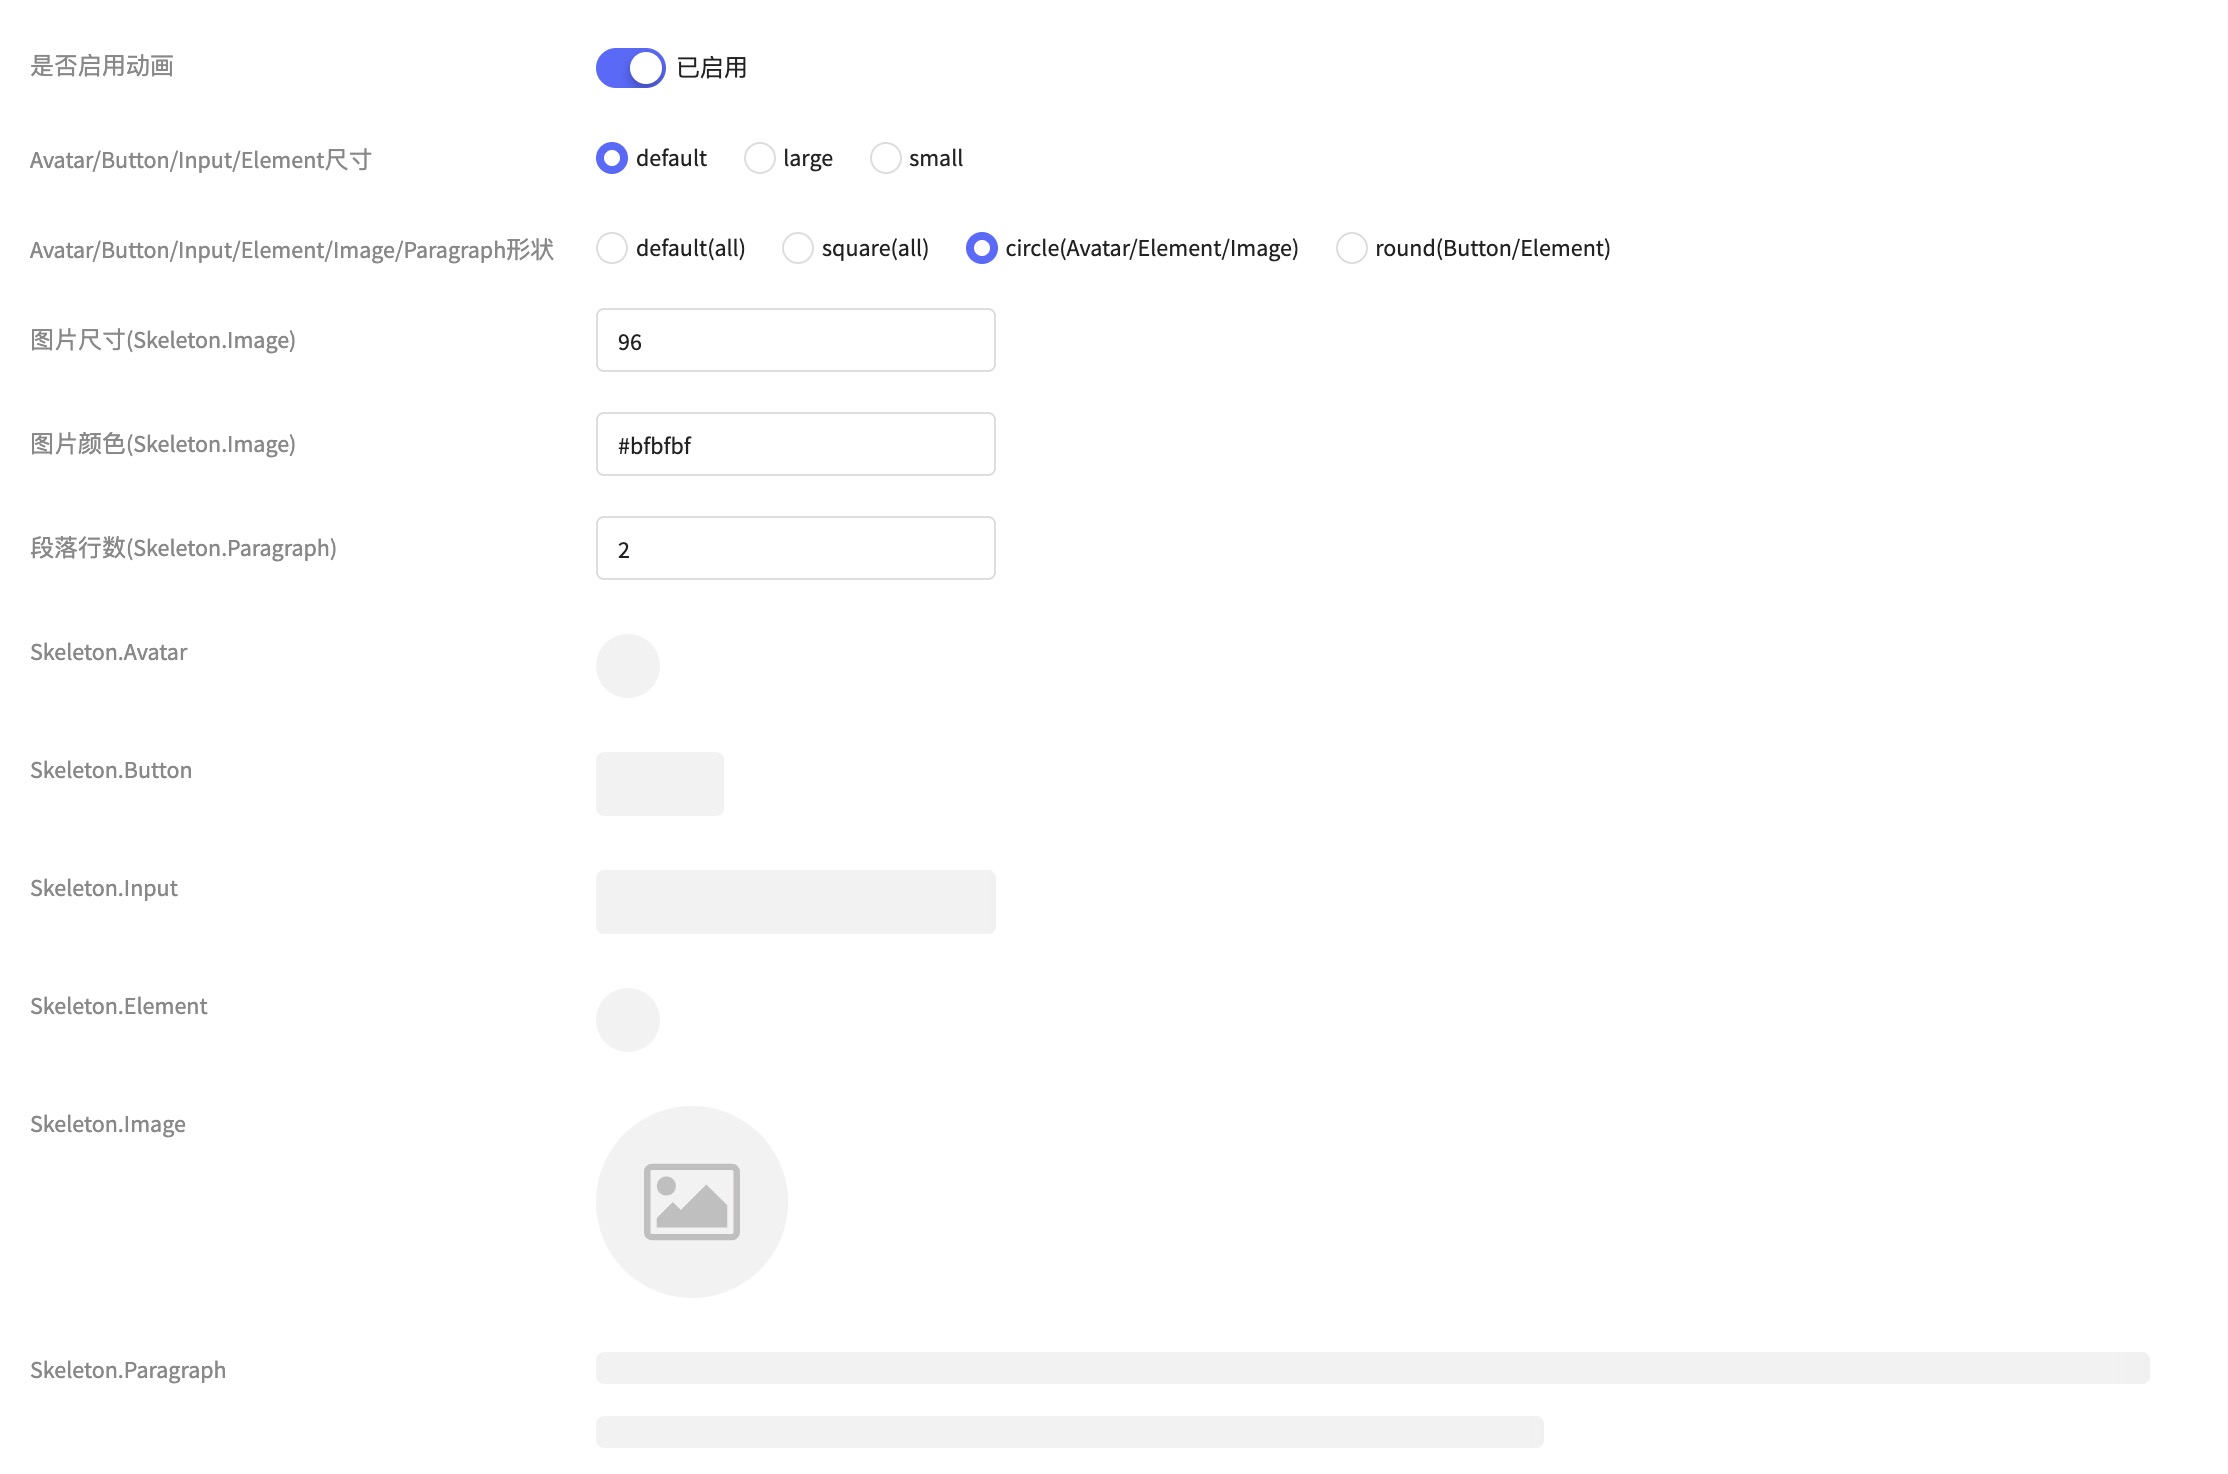 是否启用动画 已启用
Avatar/Button/Input/Element尺寸 default large small
Avatar/Button/Input/Element/Image/Paragraph形状 default(all) square(all) circle(Avatar/Element/Image) round(Button/Element)
图片尺寸(Skeleton.Image) 96
图片颜色(Skeleton.Image) #bfbfbf
段落行数(Skeleton.Paragraph) 2
Skeleton.Avatar
Skeleton.Button
Skeleton.Input
Skeleton.Element
Skeleton.Image
Skeleton.Paragraph